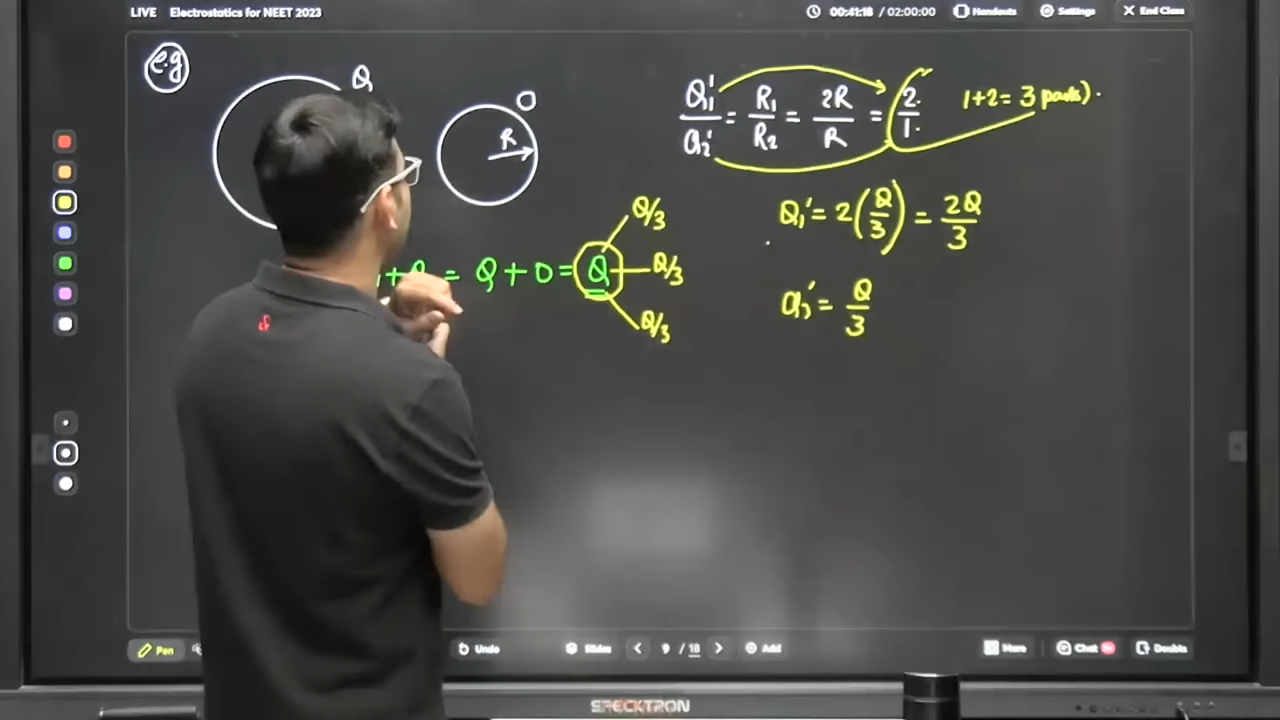 LIVE Electrostatics for NEET 2023
00:41:18 / 02:00:00
Handouts
Settings
End Class
e.g
Q
0
R
Q₁' / Q₂' = R₁ / R₂ = 2R / R = 2 / 1
1+2 = 3 parts)
Q/3
Q + 0 = Q
Q/3
Q/3
Q₁' = 2(Q/3) = 2Q/3
Q₂' = Q/3
Pen
Undo
Slides
9 / 18
Add
More
Chat
Doubts
SPECKTRON